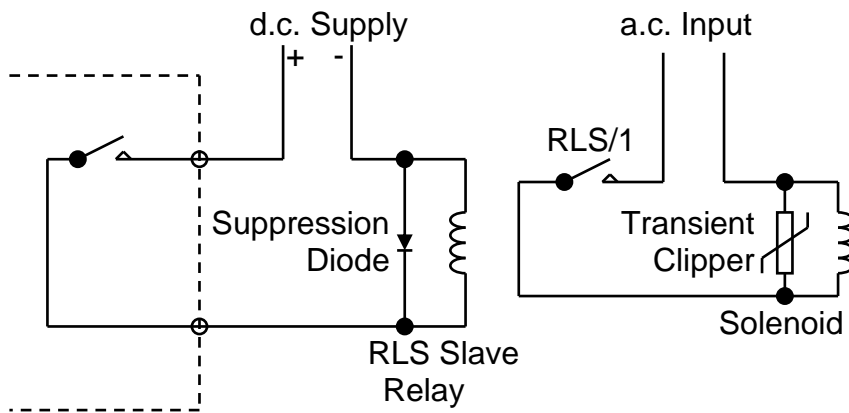 d.c. Supply
+ -
a.c. Input
RLS/1
Suppression
Diode
Transient
Clipper
Solenoid
RLS Slave
Relay